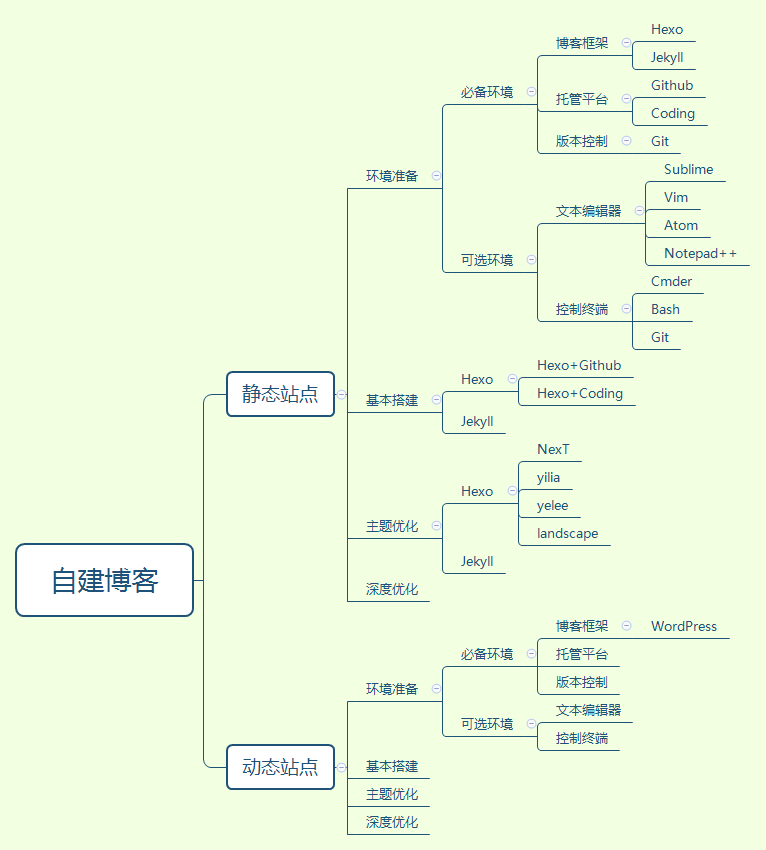 自建博客
静态站点
环境准备
必备环境
博客框架
Hexo
Jekyll
托管平台
Github
Coding
版本控制
Git
可选环境
文本编辑器
Sublime
Vim
Atom
Notepad++
控制终端
Cmder
Bash
Git
基本搭建
Hexo
Hexo+Github
Hexo+Coding
Jekyll
主题优化
Hexo
NexT
yilia
yelee
landscape
Jekyll
深度优化
动态站点
环境准备
必备环境
博客框架
WordPress
托管平台
版本控制
可选环境
文本编辑器
控制终端
基本搭建
主题优化
深度优化